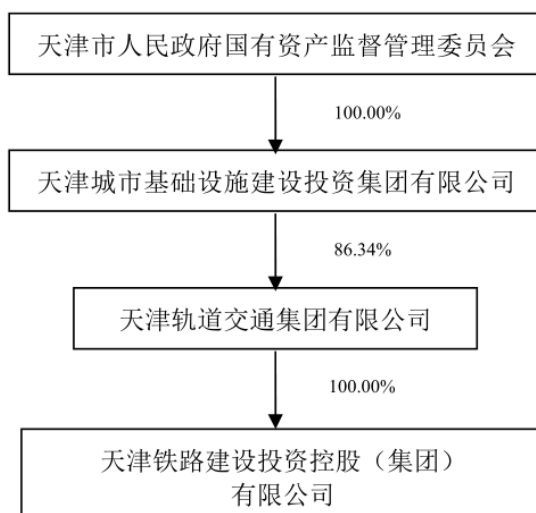 天津市人民政府国有资产监督管理委员会
100.00%
天津城市基础设施建设投资集团有限公司
86.34%
天津轨道交通集团有限公司
100.00%
天津铁路建设投资控股（集团）
有限公司